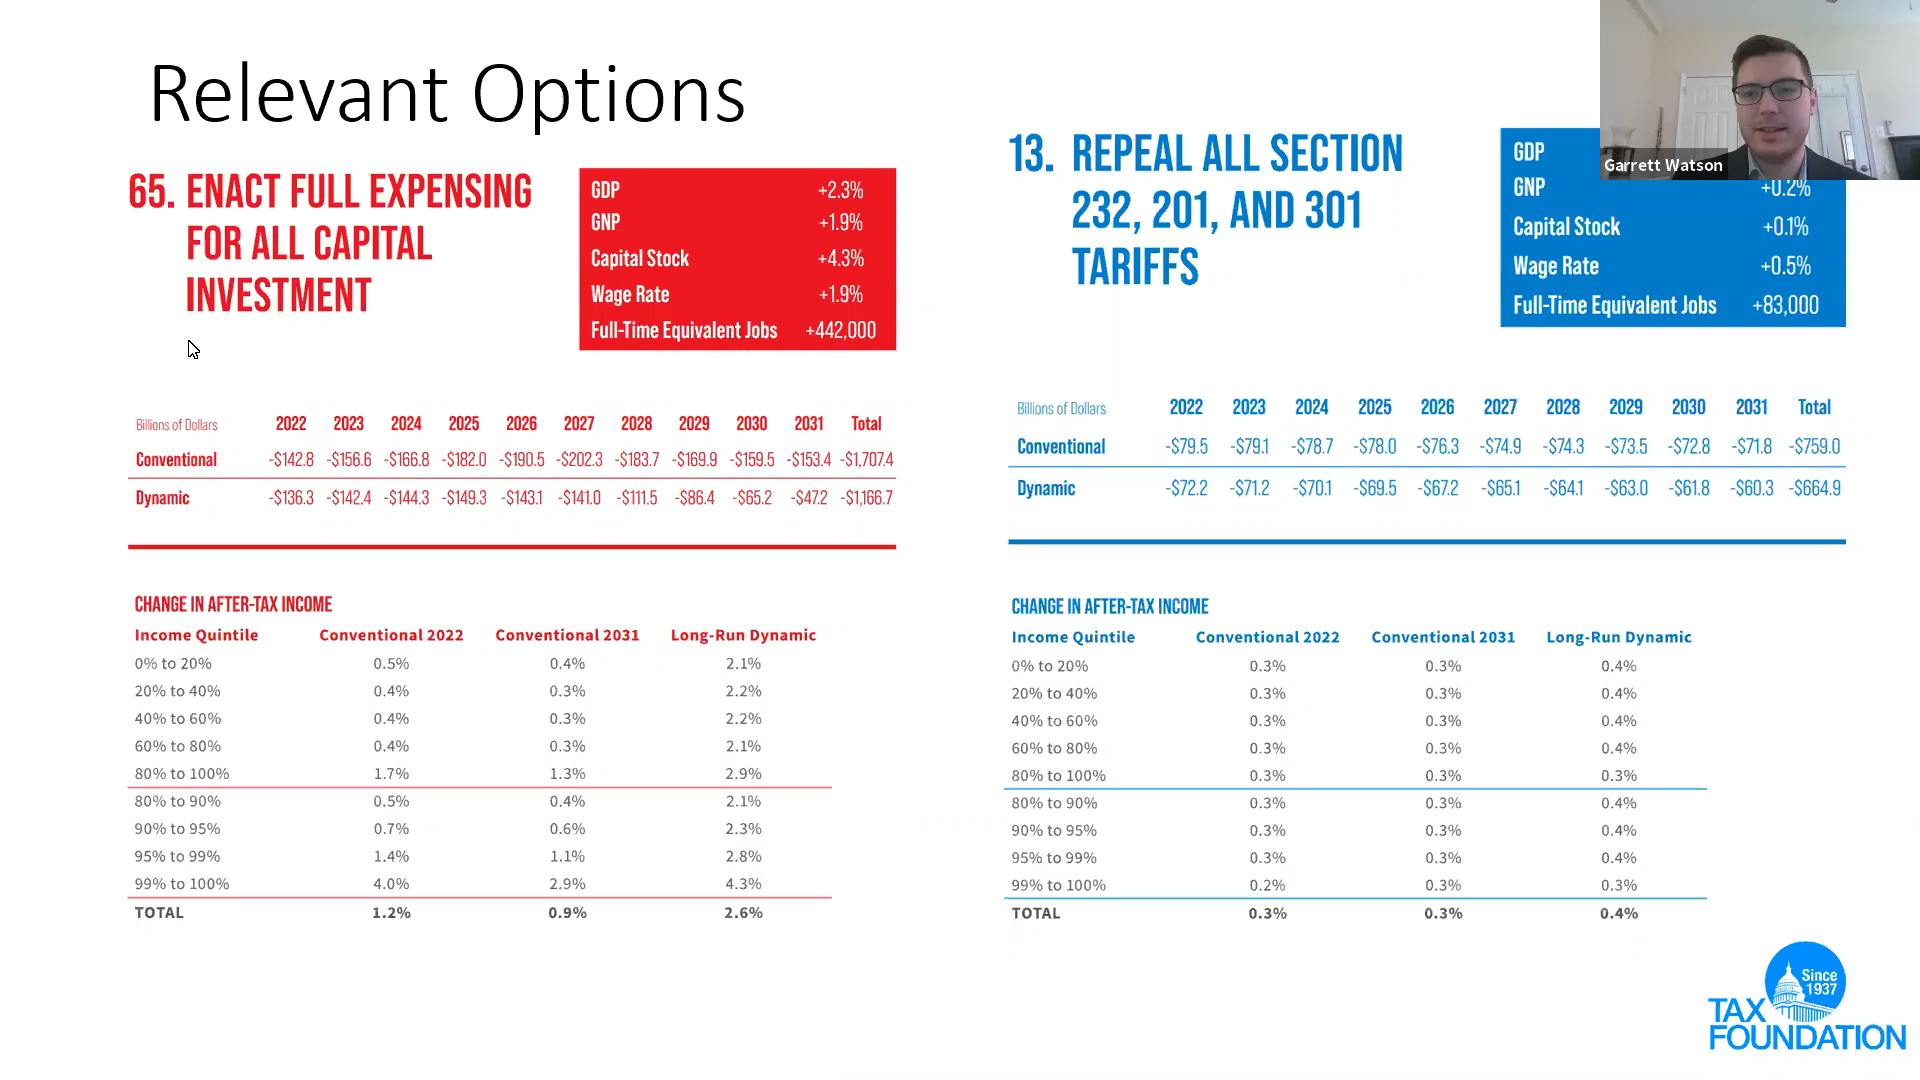 Relevant Options
65. ENACT FULL EXPENSING
FOR ALL CAPITAL
INVESTMENT
GDP +2.3%
GNP +1.9%
Capital Stock +4.3%
Wage Rate +1.9%
Full-Time Equivalent Jobs +442,000
Billions of Dollars 2022 2023 2024 2025 2026 2027 2028 2029 2030 2031 Total
Conventional -$142.8 -$156.6 -$166.8 -$182.0 -$190.5 -$202.3 -$183.7 -$169.9 -$159.5 -$153.4 -$1,707.4
Dynamic -$136.3 -$142.4 -$144.3 -$149.3 -$143.1 -$141.0 -$111.5 -$86.4 -$65.2 -$47.2 -$1,166.7
CHANGE IN AFTER-TAX INCOME
Income Quintile Conventional 2022 Conventional 2031 Long-Run Dynamic
0% to 20% 0.5% 0.4% 2.1%
20% to 40% 0.4% 0.3% 2.2%
40% to 60% 0.4% 0.3% 2.2%
60% to 80% 0.4% 0.3% 2.1%
80% to 100% 1.7% 1.3% 2.9%
80% to 90% 0.5% 0.4% 2.1%
90% to 95% 0.7% 0.6% 2.3%
95% to 99% 1.4% 1.1% 2.8%
99% to 100% 4.0% 2.9% 4.3%
TOTAL 1.2% 0.9% 2.6%
13. REPEAL ALL SECTION
232, 201, AND 301
TARIFFS
GDP
GNP +0.2%
Capital Stock +0.1%
Wage Rate +0.5%
Full-Time Equivalent Jobs +83,000
Garrett Watson
Billions of Dollars 2022 2023 2024 2025 2026 2027 2028 2029 2030 2031 Total
Conventional -$79.5 -$79.1 -$78.7 -$78.0 -$76.3 -$74.9 -$74.3 -$73.5 -$72.8 -$71.8 -$759.0
Dynamic -$72.2 -$71.2 -$70.1 -$69.5 -$67.2 -$65.1 -$64.1 -$63.0 -$61.8 -$60.3 -$664.9
CHANGE IN AFTER-TAX INCOME
Income Quintile Conventional 2022 Conventional 2031 Long-Run Dynamic
0% to 20% 0.3% 0.3% 0.4%
20% to 40% 0.3% 0.3% 0.4%
40% to 60% 0.3% 0.3% 0.4%
60% to 80% 0.3% 0.3% 0.4%
80% to 100% 0.3% 0.3% 0.3%
80% to 90% 0.3% 0.3% 0.4%
90% to 95% 0.3% 0.3% 0.4%
95% to 99% 0.3% 0.3% 0.4%
99% to 100% 0.2% 0.3% 0.3%
TOTAL 0.3% 0.3% 0.4%
Since
1937
TAX
FOUNDATION